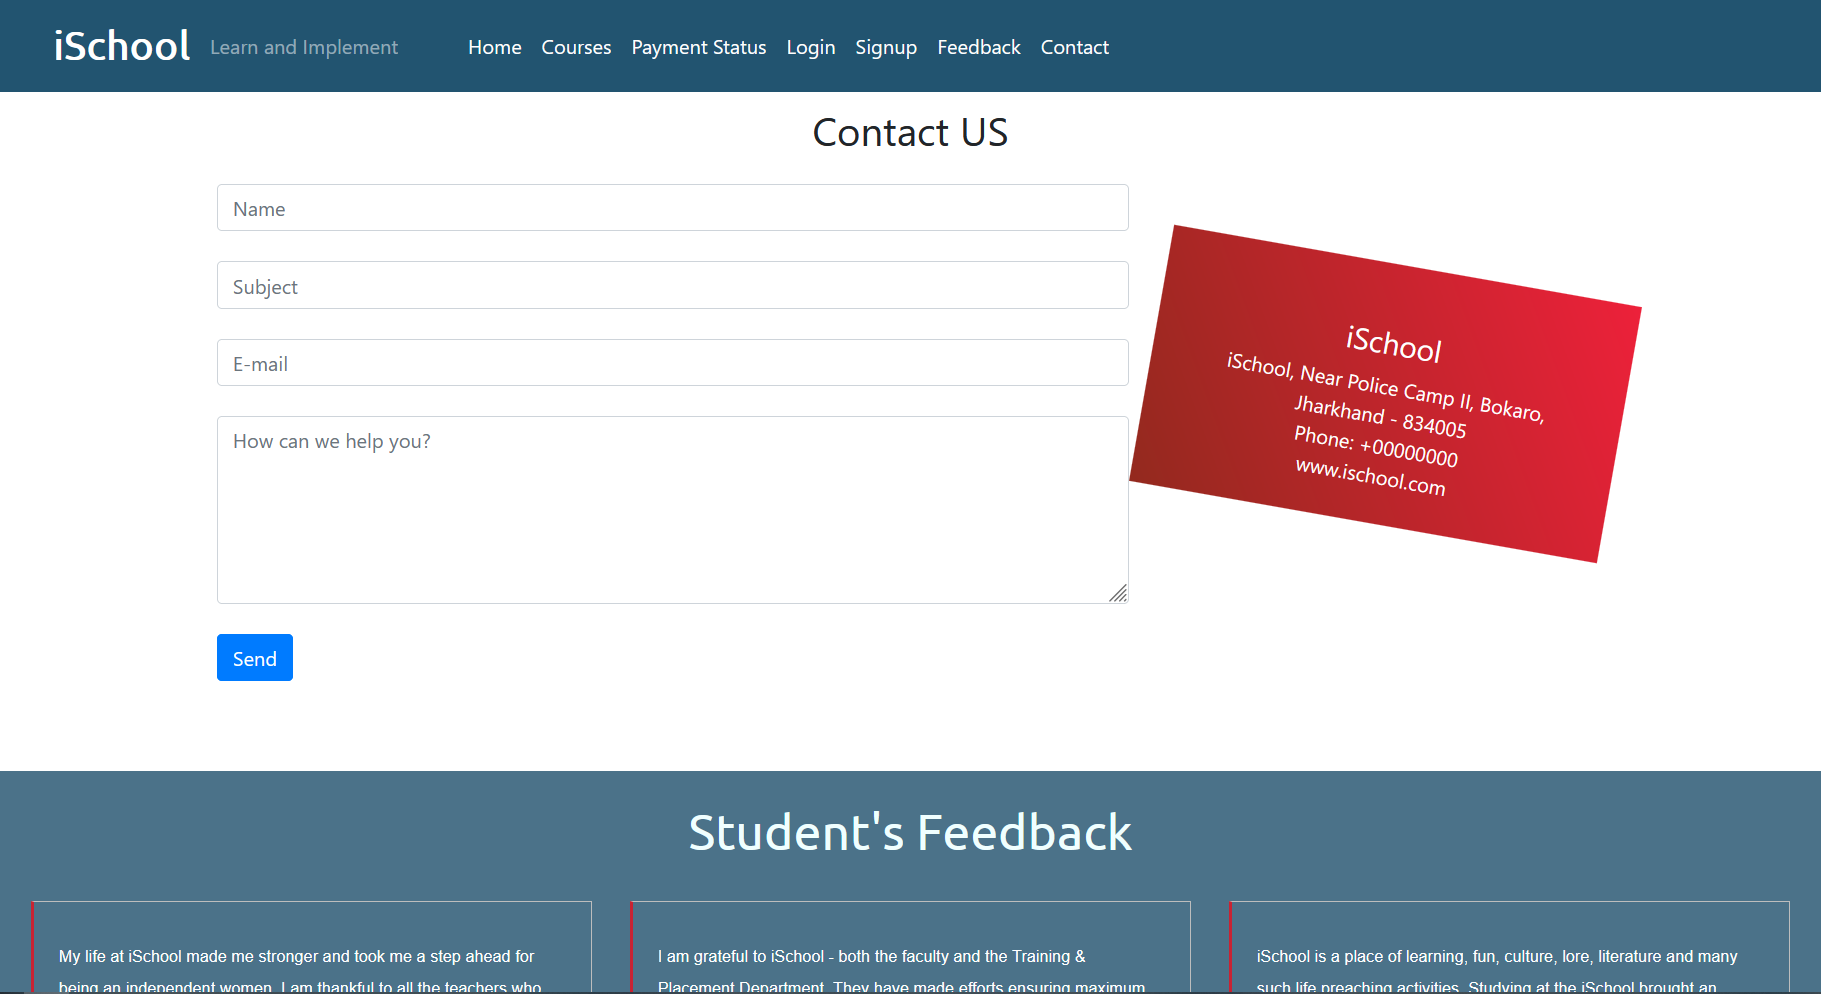 iSchool Learn and Implement Home Courses Payment Status Login Signup Feedback Contact
Contact US
Name
Subject
E-mail
How can we help you?
Send
iSchool
iSchool, Near Police Camp II, Bokaro,
Jharkhand - 834005
Phone: +00000000
www.ischool.com
Student's Feedback
My life at iSchool made me stronger and took me a step ahead for
being an independent women. I am thankful to all the teachers who
I am grateful to iSchool - both the faculty and the Training &
Placement Department. They have made efforts ensuring maximum
iSchool is a place of learning, fun, culture, lore, literature and many
such life preaching activities. Studying at the iSchool brought an